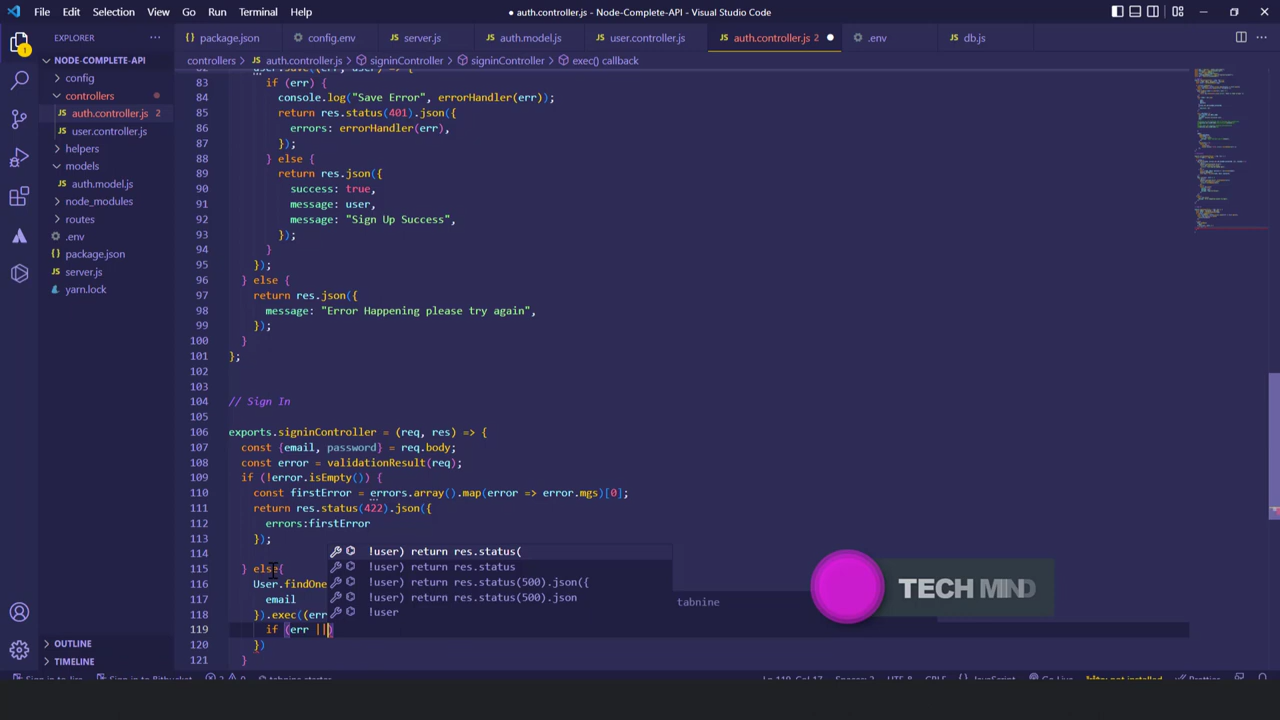 File Edit Selection View Go Run Terminal Help
● auth.controller.js - Node-Complete-API - Visual Studio Code
EXPLORER
package.json config.env server.js auth.model.js user.controller.js auth.controller.js 2 .env db.js
controllers > auth.controller.js > signinController > signinController > exec() callback
NODE-COMPLETE-API
config
controllers
auth.controller.js 2
user.controller.js
helpers
models
auth.model.js
node_modules
routes
.env
package.json
server.js
yarn.lock
OUTLINE
TIMELINE
83 if (err) {
84 console.log("Save Error", errorHandler(err));
85 return res.status(401).json({
86 errors: errorHandler(err),
87 });
88 } else {
89 return res.json({
90 success: true,
91 message: user,
92 message: "Sign Up Success",
93 });
94 }
95 });
96 } else {
97 return res.json({
98 message: "Error Happening please try again",
99 });
100 }
101 };
102
103
104 // Sign In
105
106 exports.signinController = (req, res) => {
107 const {email, password} = req.body;
108 const error = validationResult(req);
109 if (!error.isEmpty()) {
110 const firstError = errors.array().map(error => error.mgs)[0];
111 return res.status(422).json({
112 errors:firstError
113 });
114
115 } else{
116 User.findOne
117 email
118 }).exec((err
119 if (err ||)
120 })
121 }
!user) return res.status(
!user) return res.status
!user) return res.status(500).json({
!user) return res.status(500).json
!user
tabnine
TECH MIND